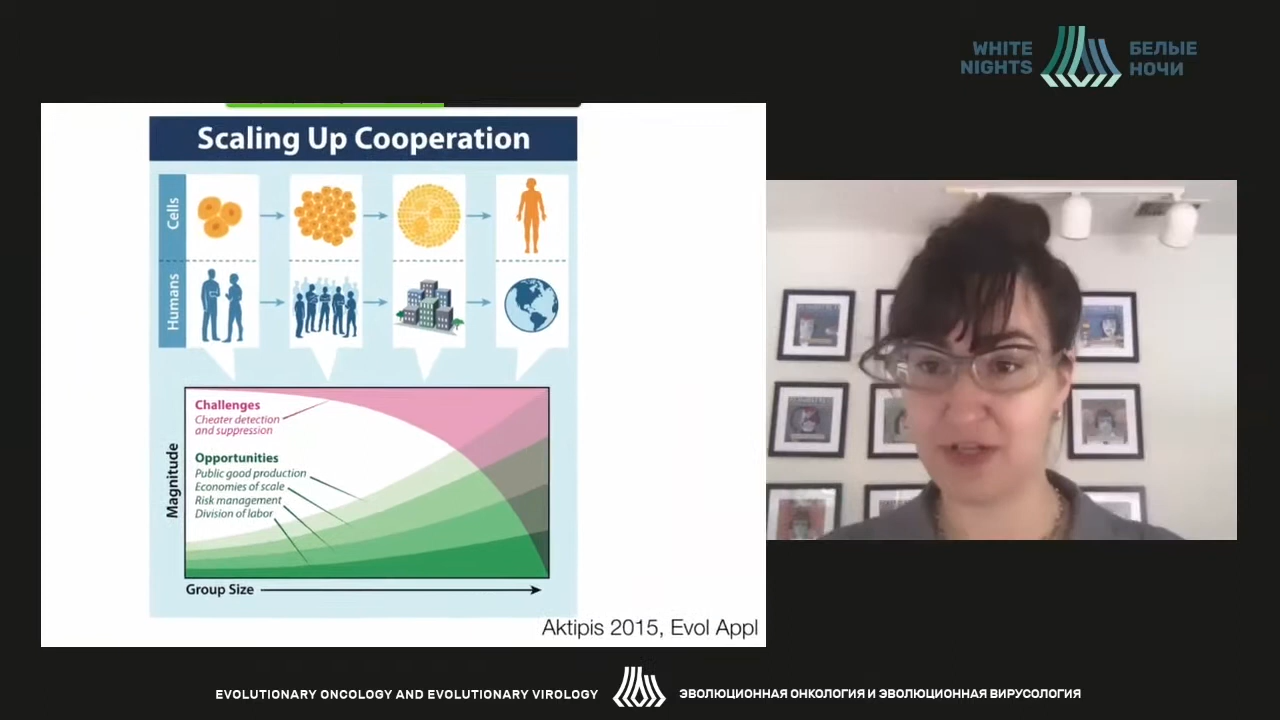 WHITE
NIGHTS
БЕЛЫЕ
НОЧИ
Scaling Up Cooperation
Cells
Humans
Challenges
Cheater detection
and suppression
Opportunities
Public good production
Economies of scale
Risk management
Division of labor
Magnitude
Group Size
Aktipis 2015, Evol Appl
EVOLUTIONARY ONCOLOGY AND EVOLUTIONARY VIROLOGY
ЭВОЛЮЦИОННАЯ ОНКОЛОГИЯ И ЭВОЛЮЦИОННАЯ ВИРУСОЛОГИЯ